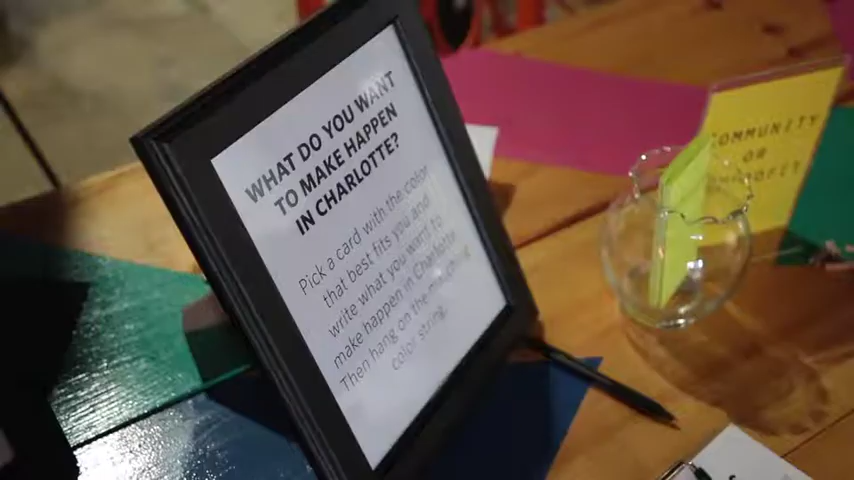 WHAT DO YOU WANT
TO MAKE HAPPEN
IN CHARLOTTE?
Pick a card with the color
that best fits you and
write what you want to
make happen in Charlotte.
Then hang on the matching
color string.
COMMUNITY
OR